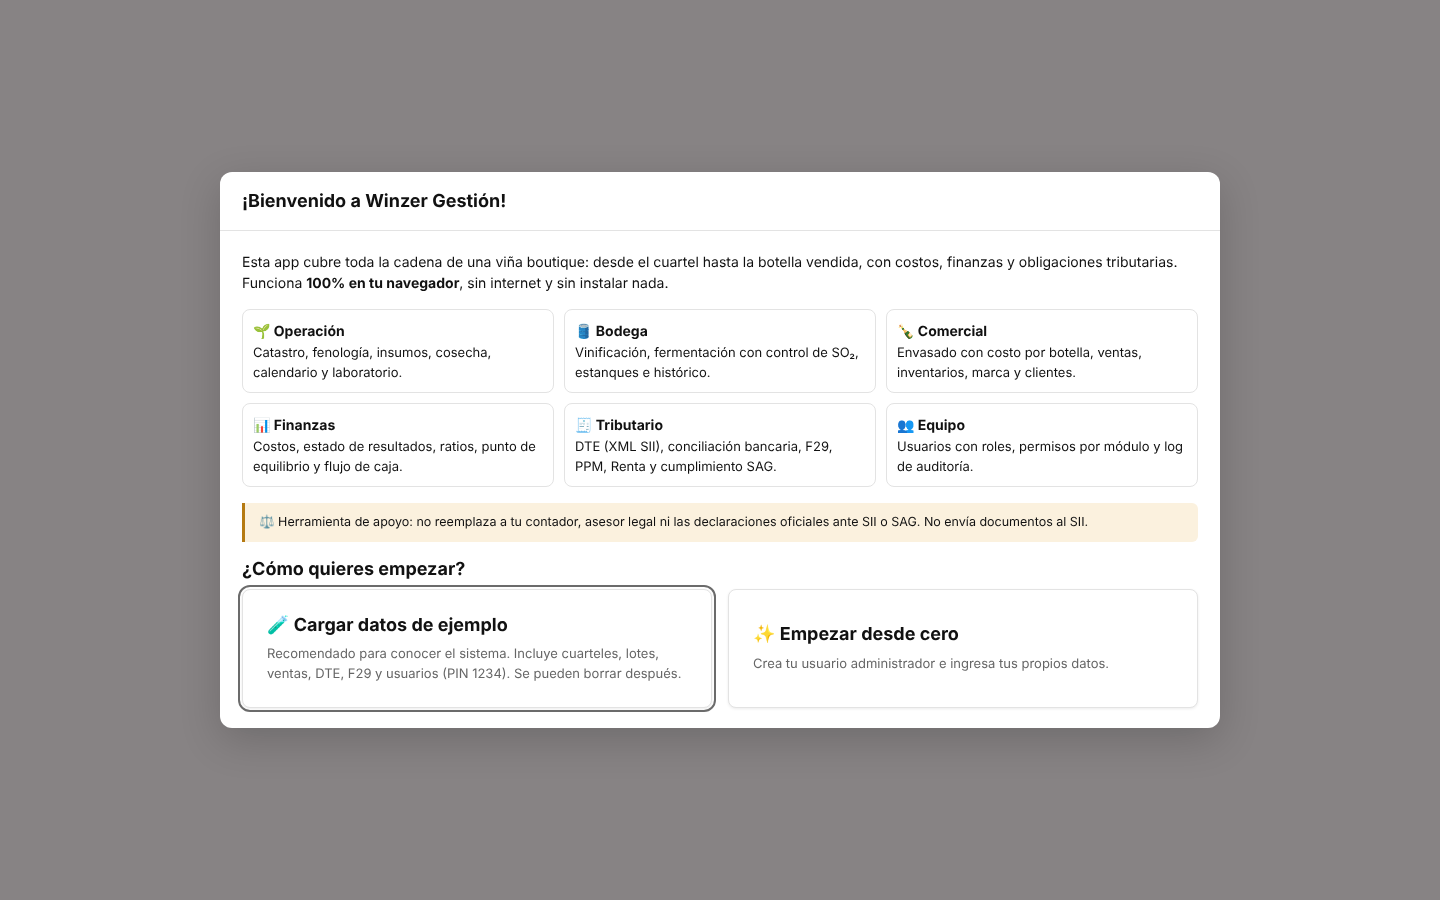 ¡Bienvenido a Winzer Gestión!
Esta app cubre toda la cadena de una viña boutique: desde el cuartel hasta la botella vendida, con costos, finanzas y obligaciones tributarias.
Funciona 100% en tu navegador, sin internet y sin instalar nada.
🌱 Operación
Catastro, fenología, insumos, cosecha,
calendario y laboratorio.
🛢️ Bodega
Vinificación, fermentación con control de SO₂,
estanques e histórico.
🍾 Comercial
Envasado con costo por botella, ventas,
inventarios, marca y clientes.
📊 Finanzas
Costos, estado de resultados, ratios, punto de
equilibrio y flujo de caja.
🧾 Tributario
DTE (XML SII), conciliación bancaria, F29,
PPM, Renta y cumplimiento SAG.
👥 Equipo
Usuarios con roles, permisos por módulo y log
de auditoría.
⚖️ Herramienta de apoyo: no reemplaza a tu contador, asesor legal ni las declaraciones oficiales ante SII o SAG. No envía documentos al SII.
¿Cómo quieres empezar?
🧪 Cargar datos de ejemplo
Recomendado para conocer el sistema. Incluye cuarteles, lotes,
ventas, DTE, F29 y usuarios (PIN 1234). Se pueden borrar después.
✨ Empezar desde cero
Crea tu usuario administrador e ingresa tus propios datos.